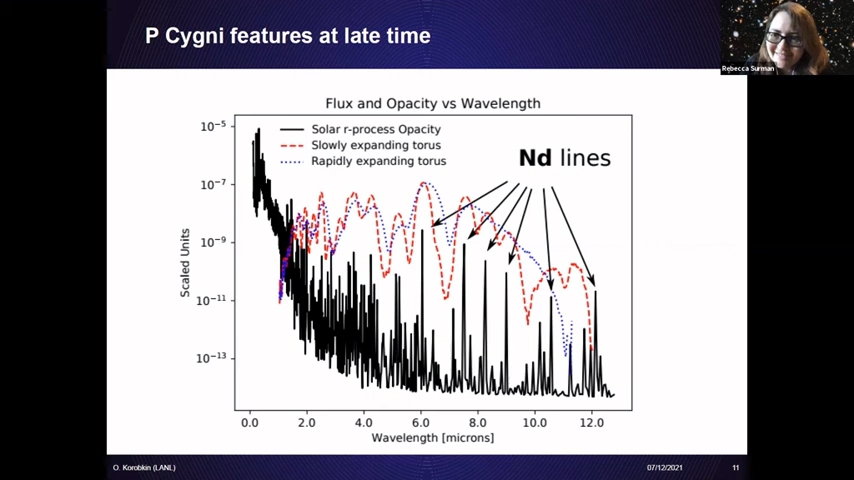 P Cygni features at late time
Rebecca Surman
Flux and Opacity vs Wavelength
Solar r-process Opacity
Slowly expanding torus
Rapidly expanding torus
Nd lines
Scaled Units
10⁻⁵
10⁻⁷
10⁻⁹
10⁻¹¹
10⁻¹³
0.0 2.0 4.0 6.0 8.0 10.0 12.0
Wavelength [microns]
O. Korobkin (LANL) 07/12/2021 11